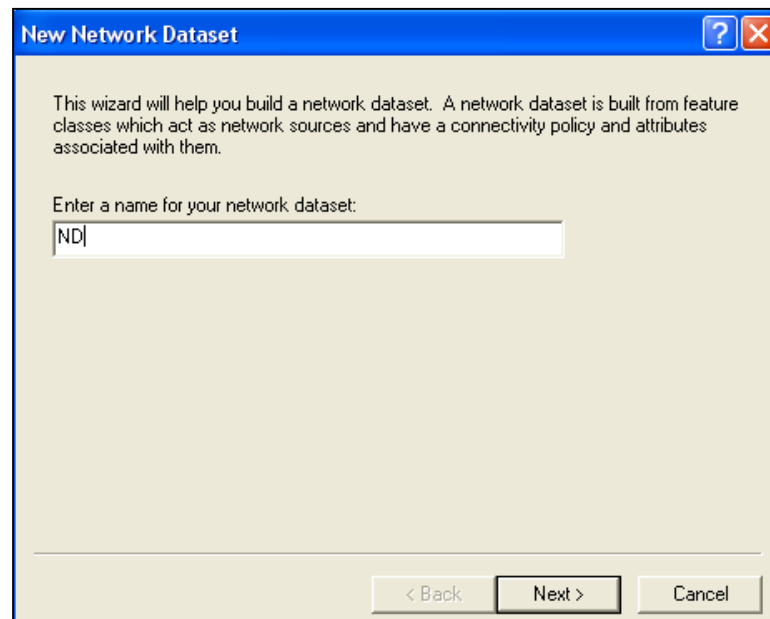 New Network Dataset
This wizard will help you build a network dataset. A network dataset is built from feature
classes which act as network sources and have a connectivity policy and attributes
associated with them.
Enter a name for your network dataset:
ND
< Back Next > Cancel